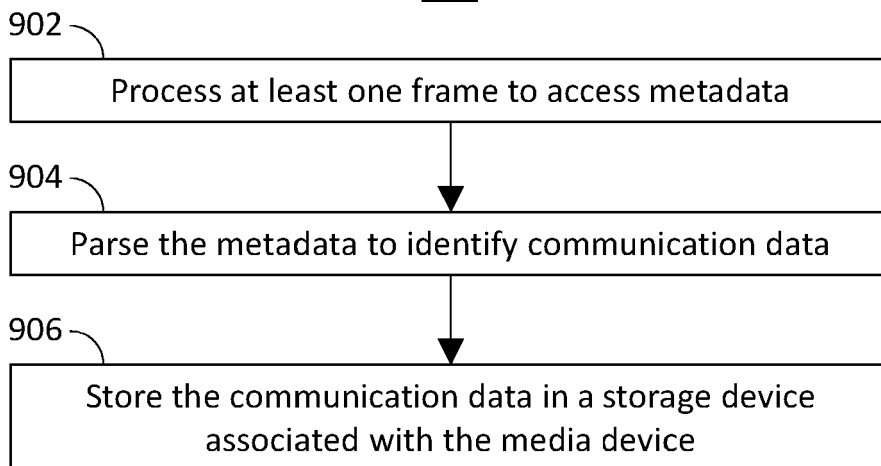 902
Process at least one frame to access metadata
904
Parse the metadata to identify communication data
906
Store the communication data in a storage device
associated with the media device